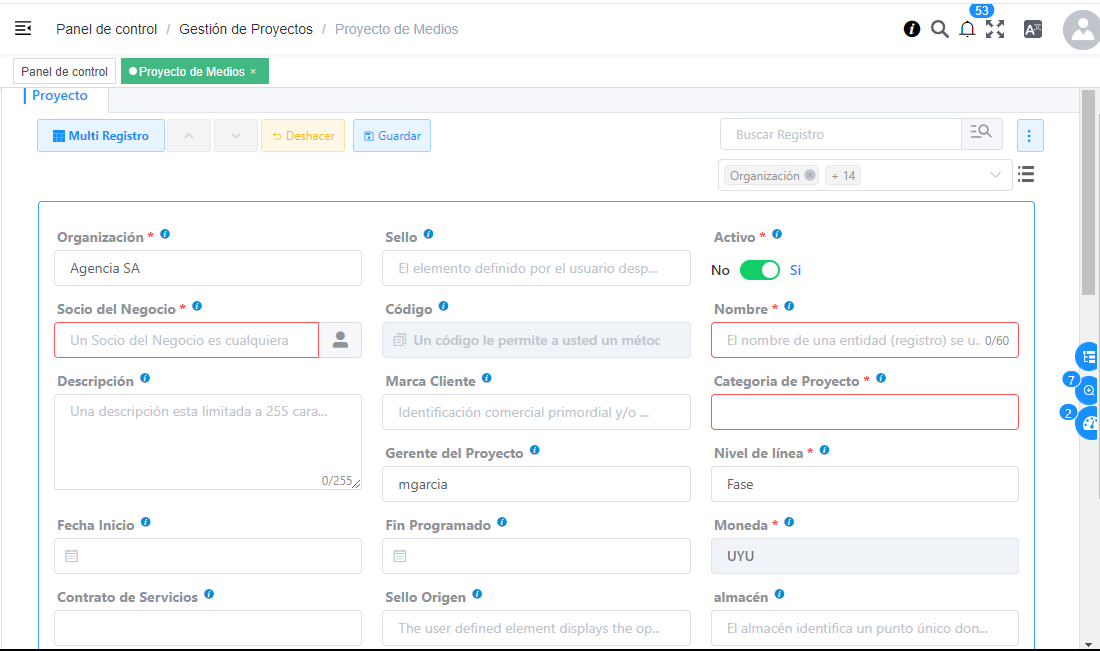 Panel de control / Gestión de Proyectos / Proyecto de Medios
53
Panel de control
Proyecto de Medios ×
Proyecto
Multi Registro
Deshacer
Guardar
Buscar Registro
Organización
+ 14
Organización *
Sello
Activo *
Agencia SA
El elemento definido por el usuario desp...
No
Si
Socio del Negocio *
Código
Nombre *
Un Socio del Negocio es cualquiera
Un código le permite a usted un métoc
El nombre de una entidad (registro) se u..
0/60
Descripción
Marca Cliente
Categoria de Proyecto *
Una descripción esta limitada a 255 cara...
0/255
Identificación comercial primordial y/o ...
7
2
Gerente del Proyecto
Nivel de línea *
mgarcia
Fase
Fecha Inicio
Fin Programado
Moneda *
UYU
Contrato de Servicios
Sello Origen
almacén
The user defined element displays the op...
El almacén identifica un punto único don...